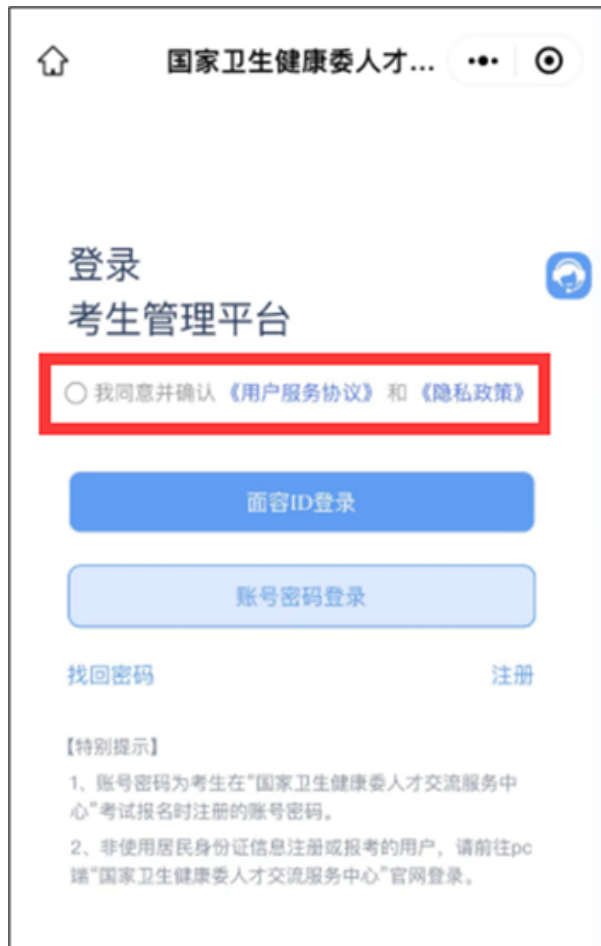 国家卫生健康委人才...
登录
考生管理平台
我同意并确认《用户服务协议》和《隐私政策》
面容ID登录
账号密码登录
找回密码 注册
【特别提示】
1、账号密码为考生在"国家卫生健康委人才交流服务中
心"考试报名时注册的账号密码。
2、非使用居民身份证信息注册或报考的用户，请前往pc
端"国家卫生健康委人才交流服务中心"官网登录。